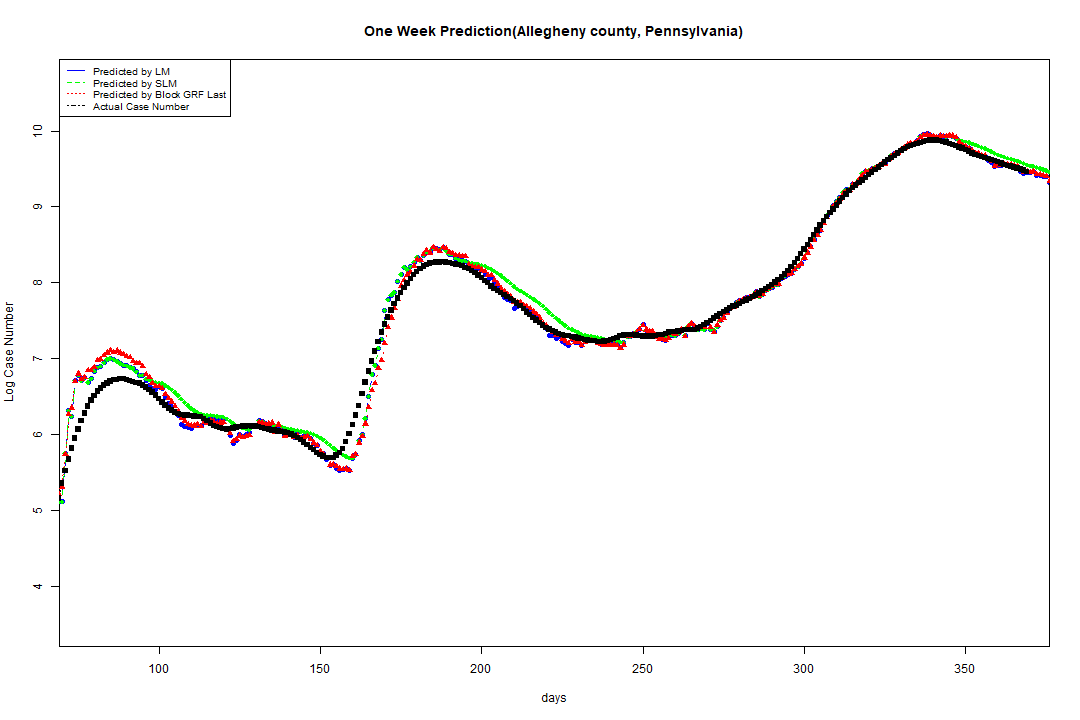 One Week Prediction(Allegheny county, Pennsylvania)
Predicted by LM
Predicted by SLM
Predicted by Block GRF Last
Actual Case Number
10
9
8
7
6
5
4
Log Case Number
100 150 200 250 300 350
days